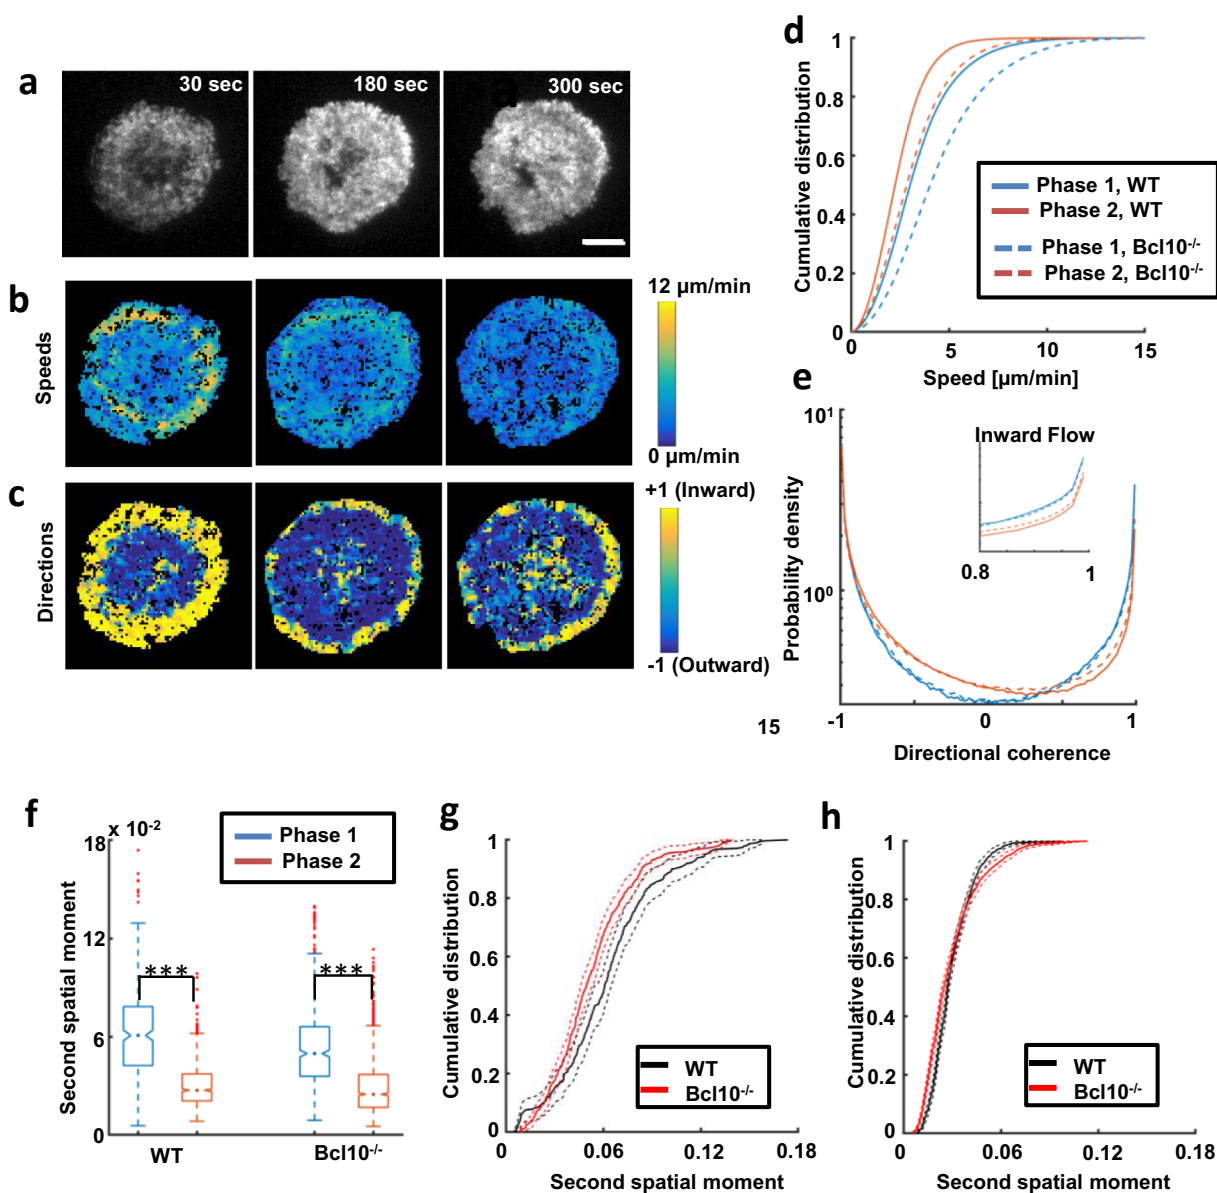 a
30 sec
180 sec
a
300 sec
b
Speeds
12 µm/min
0 µm/min
c
Directions
+1 (Inward)
-1 (Outward)
15
d
Cumulative distribution
1
0.8
0.6
0.4
0.2
0
0
5
10
15
Speed [µm/min]
Phase 1, WT
Phase 2, WT
Phase 1, Bcl10-/-
Phase 2, Bcl10-/-
e
Probability density
10¹
10⁰
Inward Flow
0.8
1
-1
0
1
Directional coherence
f
x 10-2
18
12
6
0
Second spatial moment
Phase 1
Phase 2
***
***
WT
Bcl10-/-
g
Cumulative distribution
1
0.8
0.6
0.4
0.2
0
0
0.06
0.12
0.18
Second spatial moment
WT
Bcl10-/-
h
Cumulative distribution
1
0.8
0.6
0.4
0.2
0
0
0.06
0.12
0.18
Second spatial moment
WT
Bcl10-/-